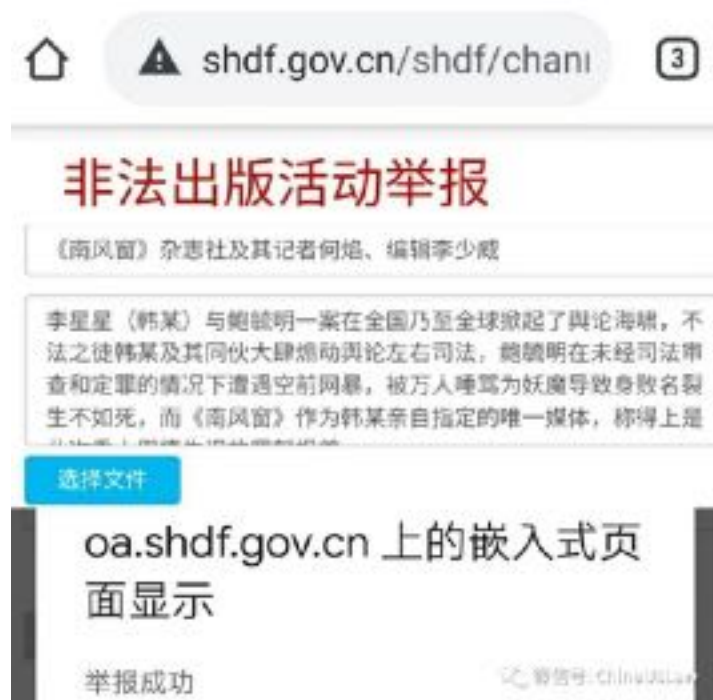 shdf.gov.cn/shdf/chan
3
非法出版活动举报
《南风窗》杂志社及其记者何焰、编辑李少威
李星星（韩某）与鲍毓明一案在全国乃至全球掀起了舆论海啸，不
法之徒韩某及其同伙大肆煽动舆论左右司法，鲍毓明在未经司法审
查和定罪的情况下遭遇空前网暴，被万人唾骂为妖魔导致身败名裂
生不如死，而《南风窗》作为韩某亲自指定的唯一媒体，称得上是
选择文件
oa.shdf.gov.cn 上的嵌入式页
面显示
举报成功
微信号: ChinaUsLaw